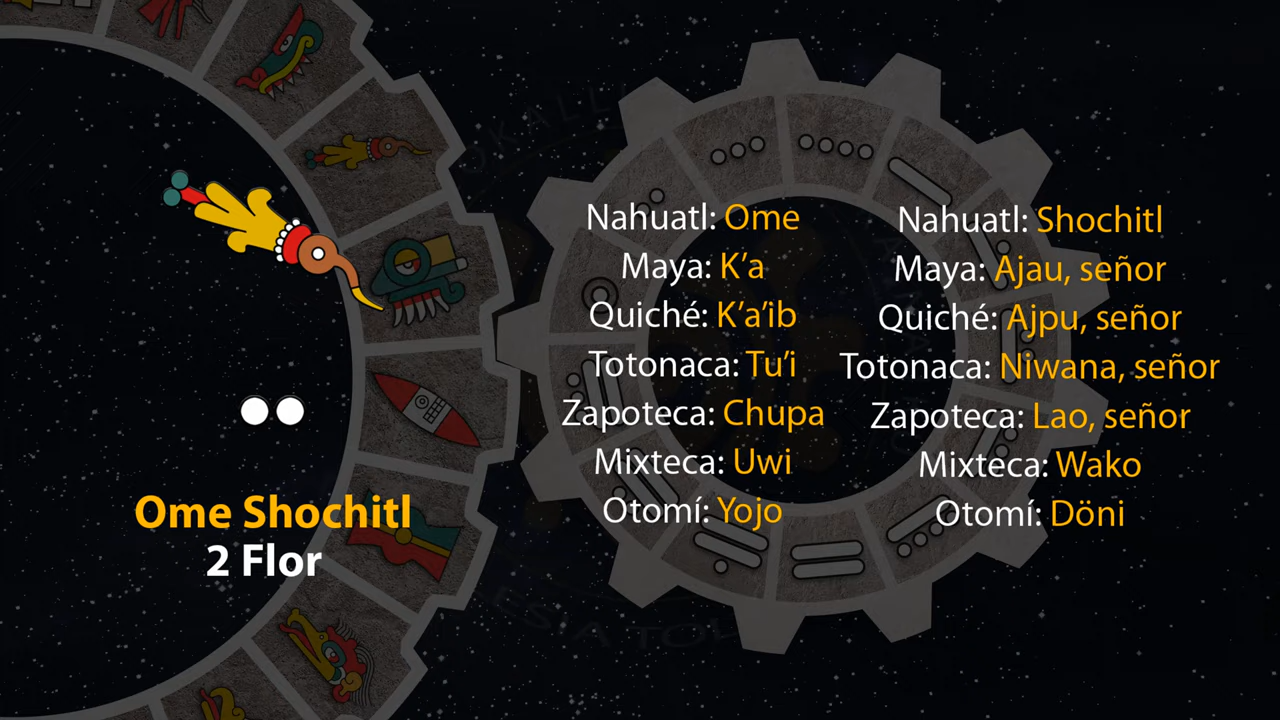 Nahuatl: Ome
Maya: K’a
Quiché: K’a’ib
Totonaca: Tu’i
Zapoteca: Chupa
Mixteca: Uwi
Otomí: Yojo
Nahuatl: Shochitl
Maya: Ajau, señor
Quiché: Ajpu, señor
Totonaca: Niwana, señor
Zapoteca: Lao, señor
Mixteca: Wako
Otomí: Döni
Ome Shochitl
2 Flor